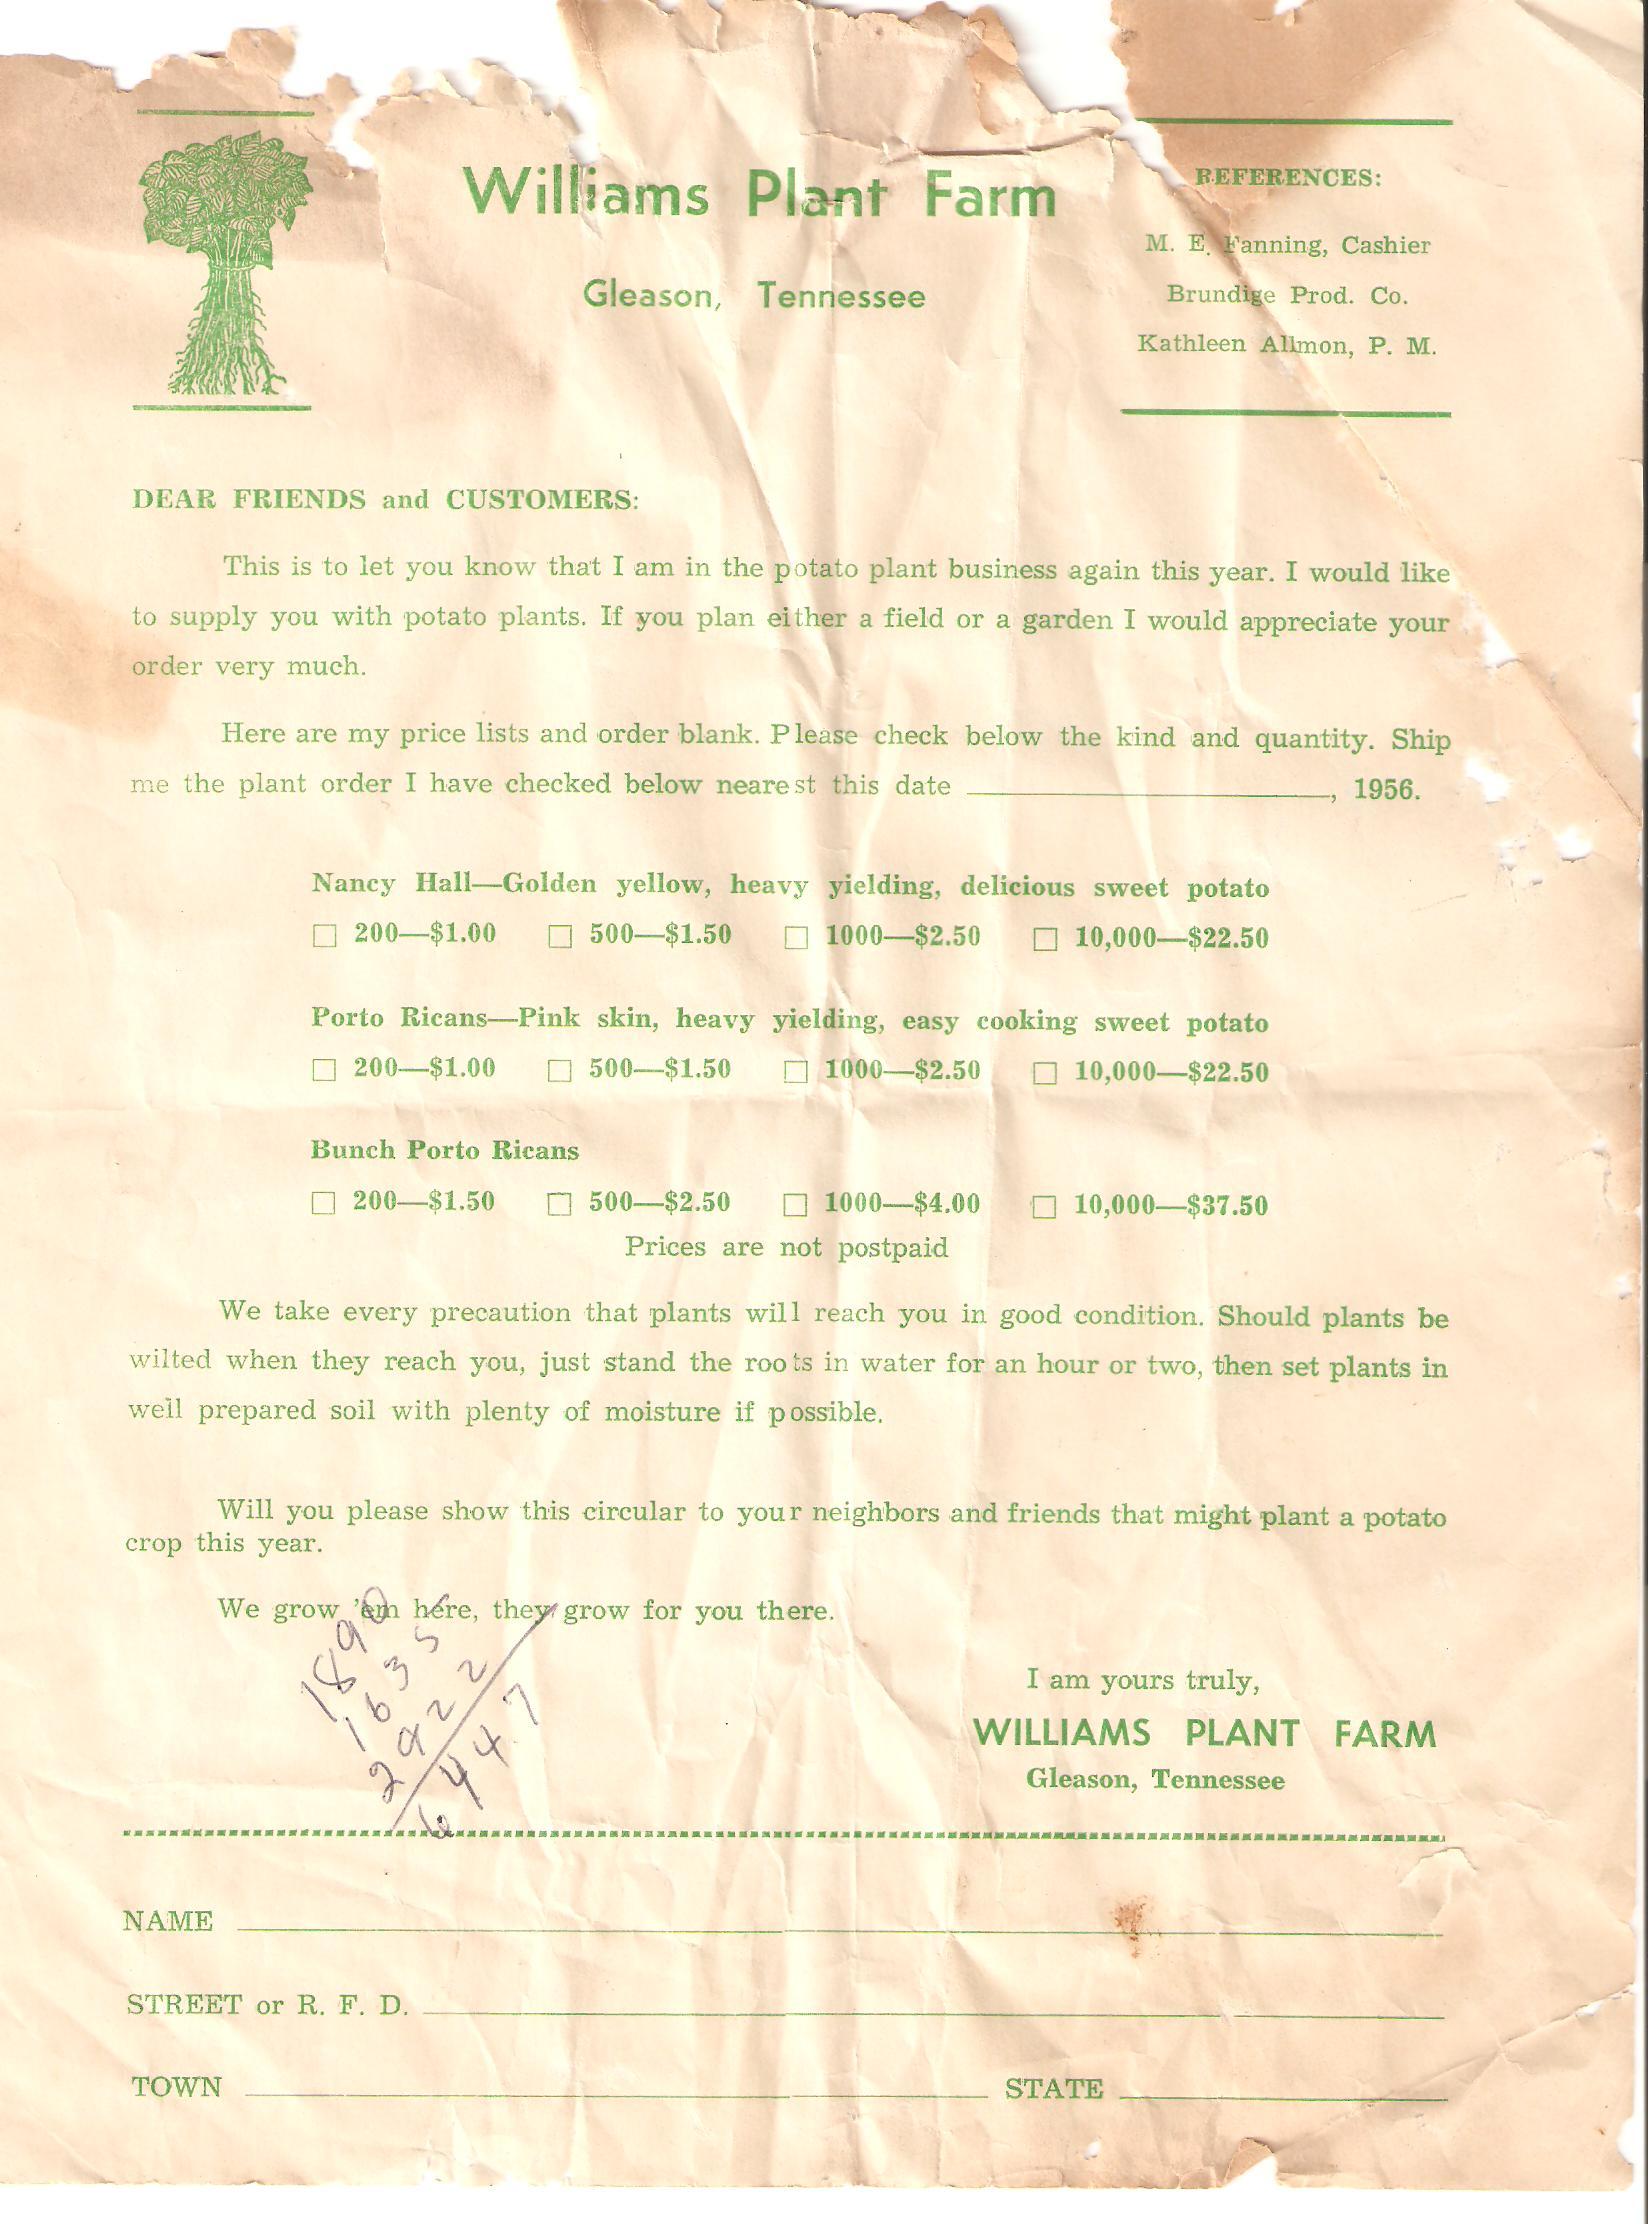 Williams Plant Farm
Gleason, Tennessee
REFERENCES:
M. E. Fanning, Cashier
Brundige Prod. Co.
Kathleen Allmon, P. M.
DEAR FRIENDS and CUSTOMERS:
This is to let you know that I am in the potato plant business again this year. I would like
to supply you with potato plants. If you plan either a field or a garden I would appreciate your
order very much.
Here are my price lists and order blank. Please check below the kind and quantity. Ship
me the plant order I have checked below nearest this date ____________, 1956.
Nancy Hall—Golden yellow, heavy yielding, delicious sweet potato
☐ 200—$1.00 ☐ 500—$1.50 ☐ 1000—$2.50 ☐ 10,000—$22.50
Porto Ricans—Pink skin, heavy yielding, easy cooking sweet potato
☐ 200—$1.00 ☐ 500—$1.50 ☐ 1000—$2.50 ☐ 10,000—$22.50
Bunch Porto Ricans
☐ 200—$1.50 ☐ 500—$2.50 ☐ 1000—$4.00 ☐ 10,000—$37.50
Prices are not postpaid
We take every precaution that plants will reach you in good condition. Should plants be
wilted when they reach you, just stand the roots in water for an hour or two, then set plants in
well prepared soil with plenty of moisture if possible.
Will you please show this circular to your neighbors and friends that might plant a potato
crop this year.
We grow 'em here, they grow for you there.
1890
1635
2922
6447
I am yours truly,
WILLIAMS PLANT FARM
Gleason, Tennessee
NAME
STREET or R. F. D.
TOWN STATE